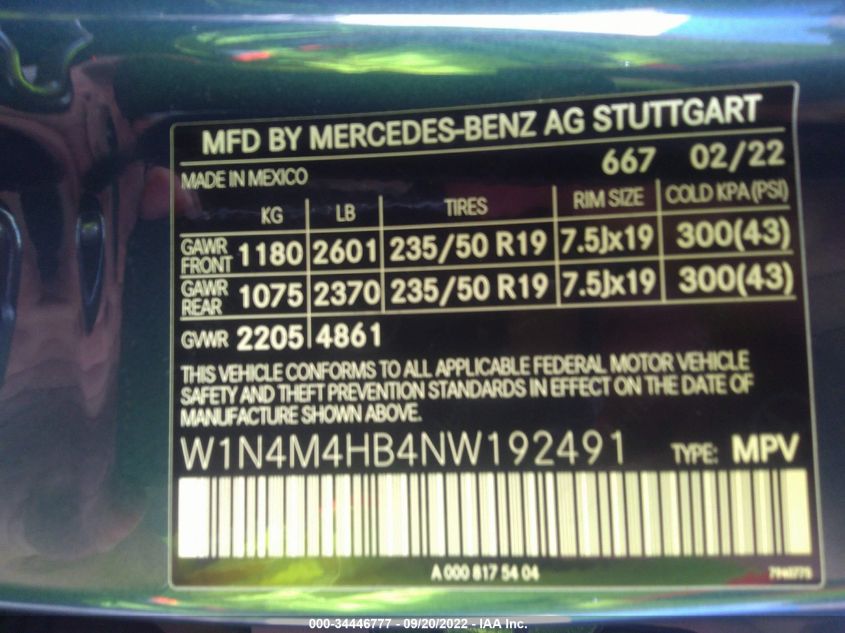 MFD BY MERCEDES-BENZ AG STUTTGART
667 02/22
MADE IN MEXICO
KG LB TIRES RIM SIZE COLD KPA (PSI)
GAWR FRONT 1180 2601 235/50 R19 7.5Jx19 300(43)
GAWR REAR 1075 2370 235/50 R19 7.5Jx19 300(43)
GVWR 2205 4861
THIS VEHICLE CONFORMS TO ALL APPLICABLE FEDERAL MOTOR VEHICLE
SAFETY AND THEFT PREVENTION STANDARDS IN EFFECT ON THE DATE OF
MANUFACTURE SHOWN ABOVE.
W1N4M4HB4NW192491 TYPE: MPV
A 000 817 54 04
000-34446777 - 09/20/2022 - IAA Inc.